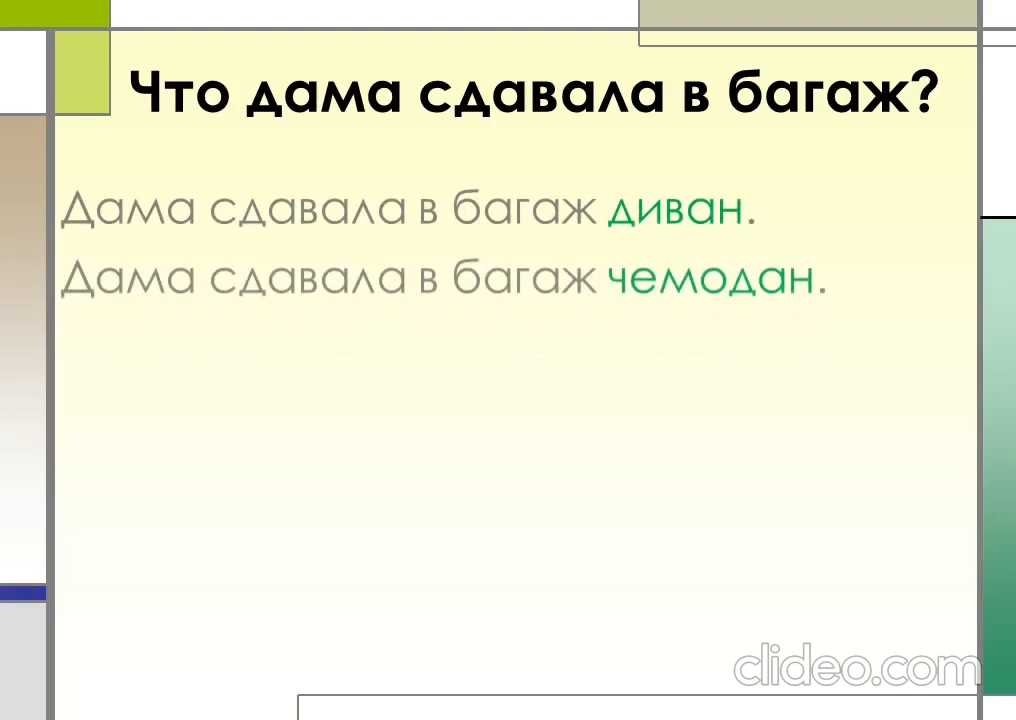 Что дама сдавала в багаж?
Дама сдавала в багаж диван.
Дама сдавала в багаж чемодан.
clideo.com